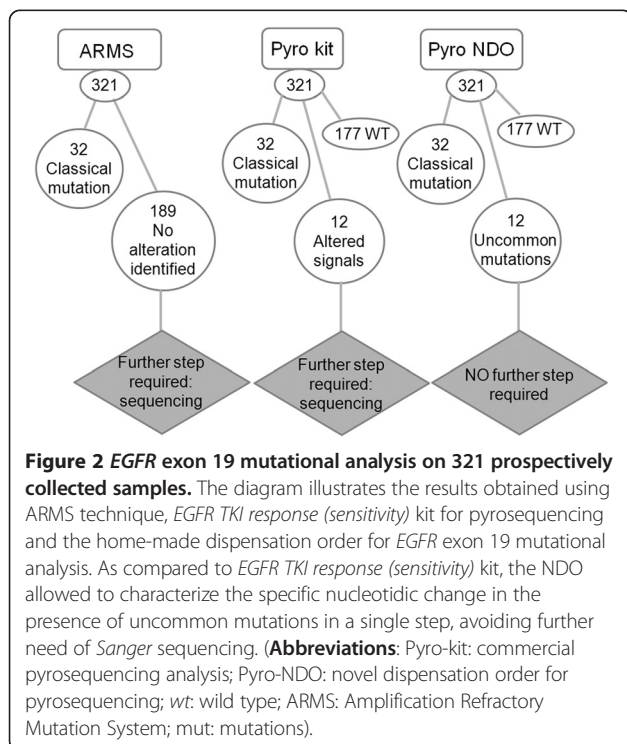 ARMS
Pyro kit
Pyro NDO
321
321
321
177 WT
177 WT
32
Classical
mutation
32
Classical
mutation
32
Classical
mutation
189
No
alteration
identified
12
Altered
signals
12
Uncommon
mutations
Further step
required:
sequencing
Further step
required:
sequencing
NO further step
required
Figure 2 EGFR exon 19 mutational analysis on 321 prospectively
collected samples. The diagram illustrates the results obtained using
ARMS technique, EGFR TKI response (sensitivity) kit for pyrosequencing
and the home-made dispensation order for EGFR exon 19 mutational
analysis. As compared to EGFR TKI response (sensitivity) kit, the NDO
allowed to characterize the specific nucleotidic change in the
presence of uncommon mutations in a single step, avoiding further
need of Sanger sequencing. (Abbreviations: Pyro-kit: commercial
pyrosequencing analysis; Pyro-NDO: novel dispensation order for
pyrosequencing; wt: wild type; ARMS: Amplification Refractory
Mutation System; mut: mutations).